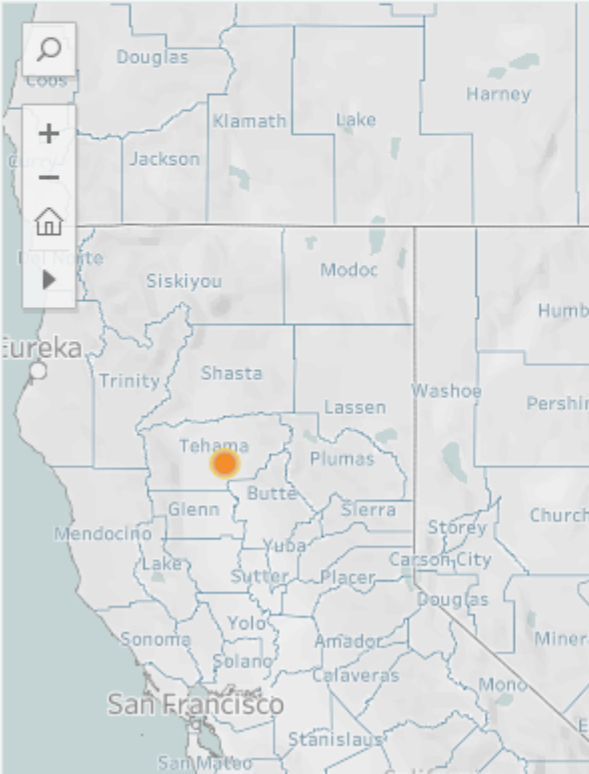 Douglas
Coos
Harney
Klamath
Lake
Curry
Jackson
Del Norte
Siskiyou
Modoc
Humb
Eureka
Trinity
Shasta
Washoe
Pershin
Lassen
Tehama
Plumas
Butte
Glenn
Sierra
Church
Storey
Mendocino
Yuba
Lake
Carson City
Sutter
Placer
Douglas
Yolo
Sonoma
Amador
Miner
Solano
Calaveras
Mono
San Francisco
Stanislaus
San Mateo